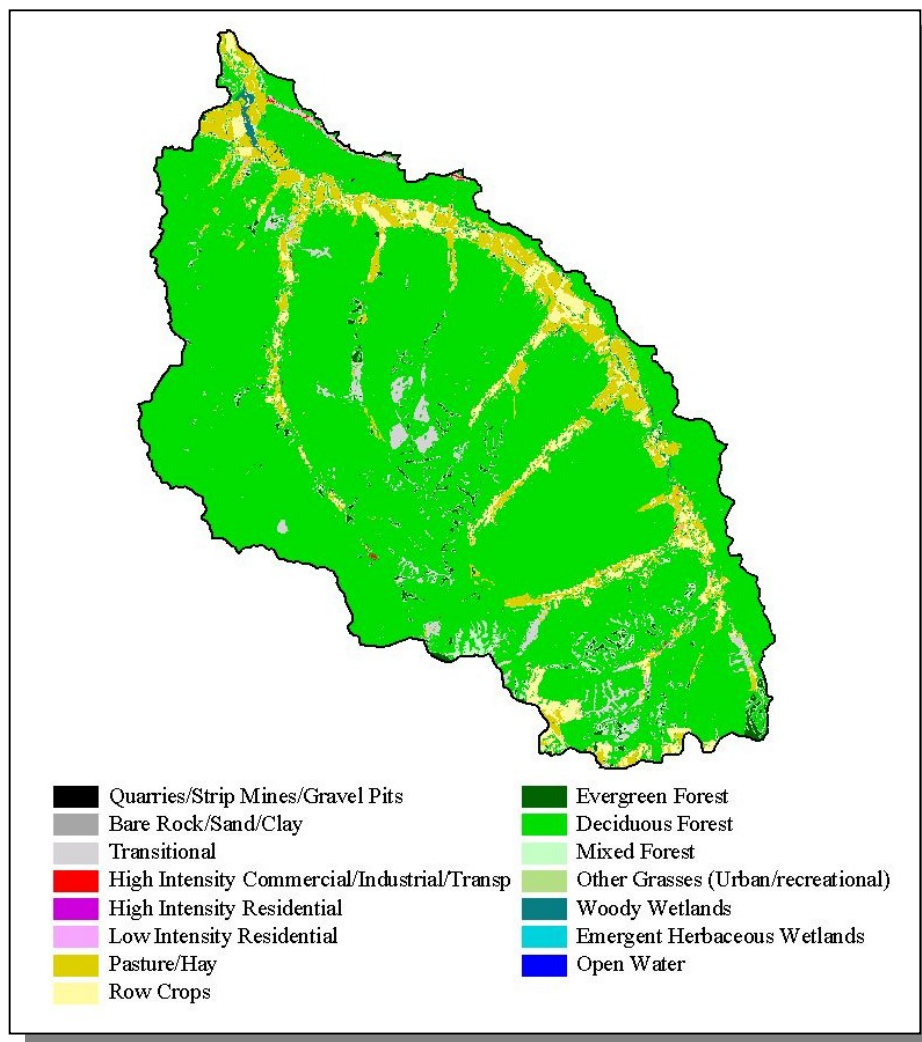 Quarries/Strip Mines/Gravel Pits
Bare Rock/Sand/Clay
Transitional
High Intensity Commercial/Industrial/Transp
High Intensity Residential
Low Intensity Residential
Pasture/Hay
Row Crops
Evergreen Forest
Deciduous Forest
Mixed Forest
Other Grasses (Urban/recreational)
Woody Wetlands
Emergent Herbaceous Wetlands
Open Water